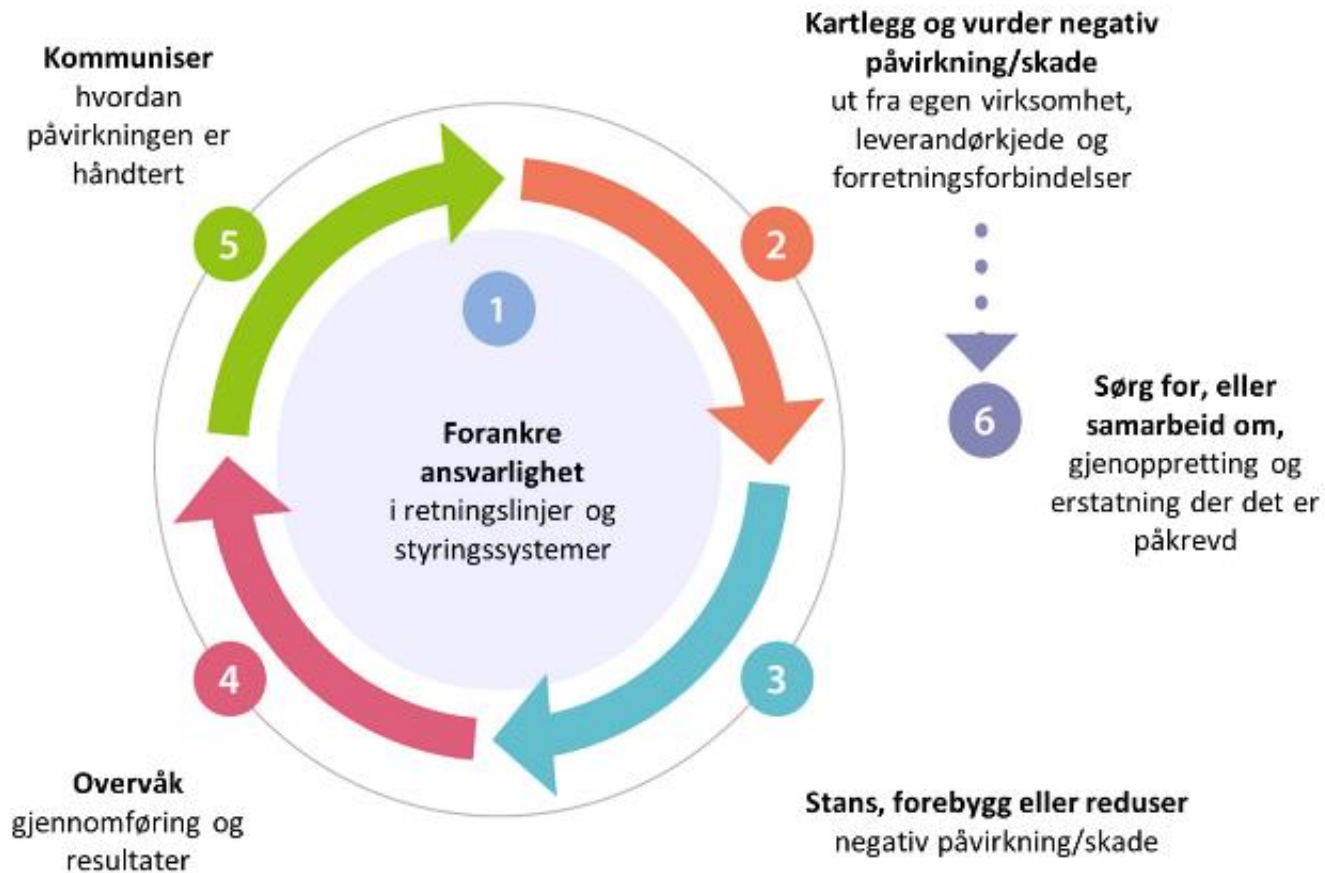 1
Forankre
ansvarlighet
i retningslinjer og
styringssystemer
2
Kartlegg og vurder negativ
påvirkning/skade
ut fra egen virksomhet,
leverandørkjede og
forretningsforbindelser
3
Stans, forebygg eller reduser
negativ påvirkning/skade
4
Overvåk
gjennomføring og
resultater
5
Kommuniser
hvordan
påvirkningen er
håndtert
6
Sørg for, eller
samarbeid om,
gjenoppretting og
erstatning der det er
påkrevd